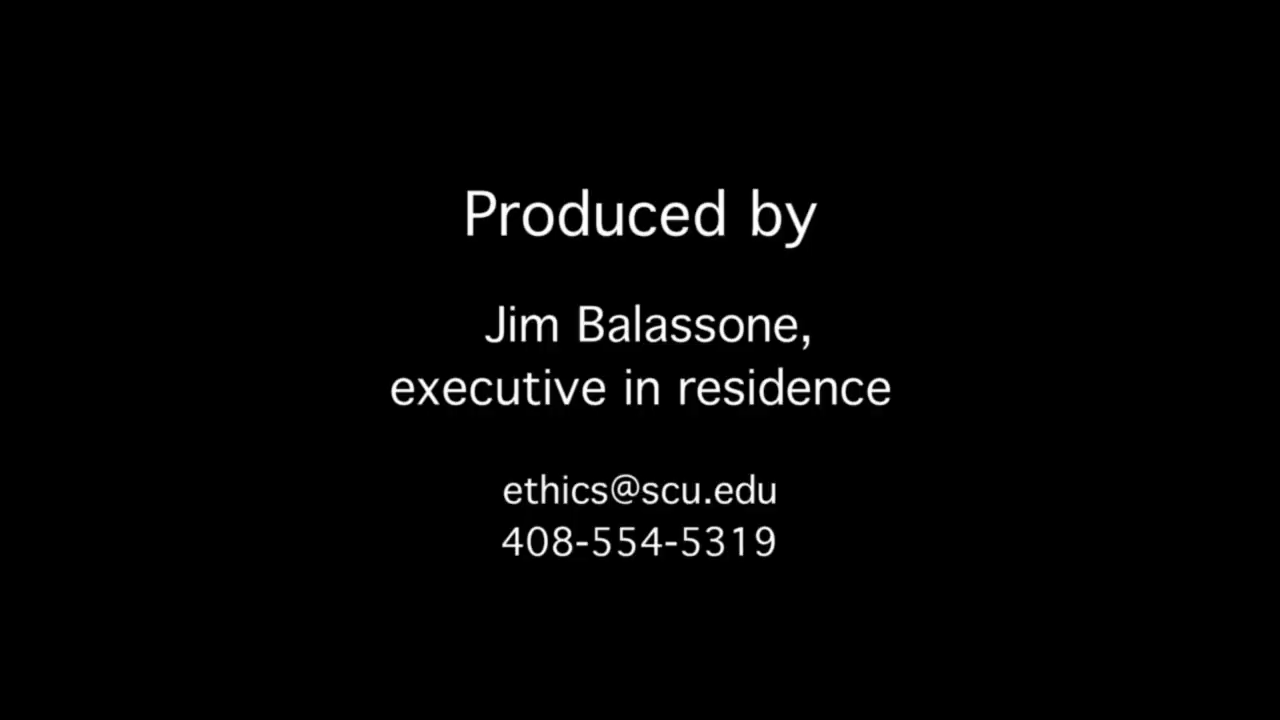 Produced by
Jim Balassone,
executive in residence
ethics@scu.edu
408-554-5319